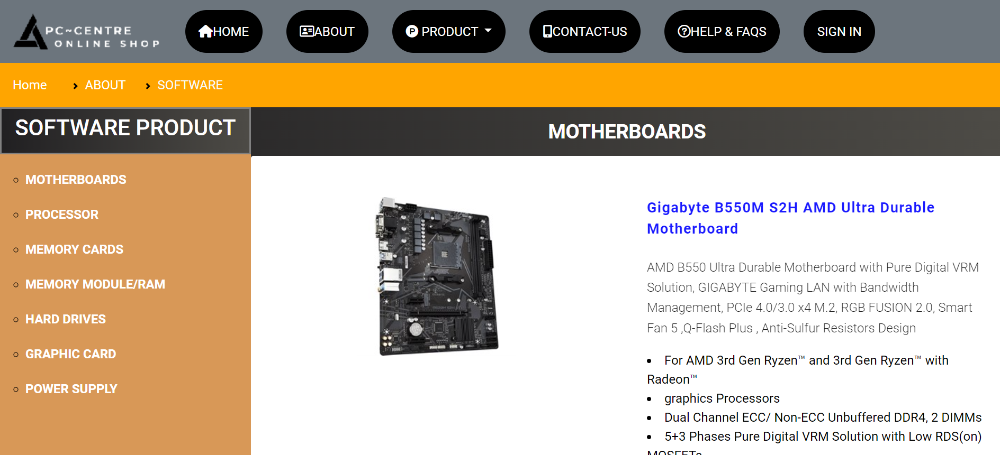 PC~CENTRE
ONLINE SHOP
HOME
ABOUT
P PRODUCT
CONTACT-US
HELP & FAQS
SIGN IN
Home
ABOUT
SOFTWARE
SOFTWARE PRODUCT
MOTHERBOARDS
MOTHERBOARDS
PROCESSOR
MEMORY CARDS
MEMORY MODULE/RAM
HARD DRIVES
GRAPHIC CARD
POWER SUPPLY
Gigabyte B550M S2H AMD Ultra Durable
Motherboard
AMD B550 Ultra Durable Motherboard with Pure Digital VRM
Solution, GIGABYTE Gaming LAN with Bandwidth
Management, PCIe 4.0/3.0 x4 M.2, RGB FUSION 2.0, Smart
Fan 5 ,Q-Flash Plus , Anti-Sulfur Resistors Design
• For AMD 3rd Gen Ryzen™ and 3rd Gen Ryzen™ with
Radeon™
• graphics Processors
• Dual Channel ECC/ Non-ECC Unbuffered DDR4, 2 DIMMs
• 5+3 Phases Pure Digital VRM Solution with Low RDS(on)
MOSFETs